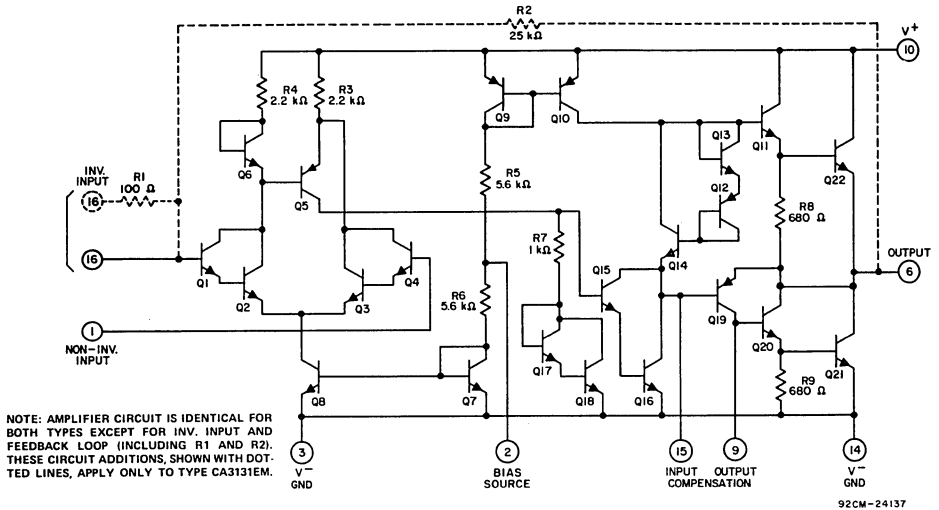 R2
25 kΩ
V+
10
R4
2.2 kΩ
R3
2.2 kΩ
Q9
Q10
Q13
Q11
Q6
Q12
Q22
INV.
INPUT
R1
100 Ω
16
Q5
R5
5.6 kΩ
R8
680 Ω
16
R7
1 kΩ
Q14
OUTPUT
6
Q1
Q2
Q3
Q4
R6
5.6 kΩ
Q15
Q19
Q20
1
NON-INV.
INPUT
Q17
Q21
Q8
Q7
Q18
Q16
R9
680 Ω
NOTE: AMPLIFIER CIRCUIT IS IDENTICAL FOR
BOTH TYPES EXCEPT FOR INV. INPUT AND
FEEDBACK LOOP (INCLUDING R1 AND R2).
THESE CIRCUIT ADDITIONS, SHOWN WITH DOT-
TED LINES, APPLY ONLY TO TYPE CA3131EM.
3
V−
GND
2
BIAS
SOURCE
15
9
INPUT OUTPUT
COMPENSATION
14
V−
GND
92CM-24137